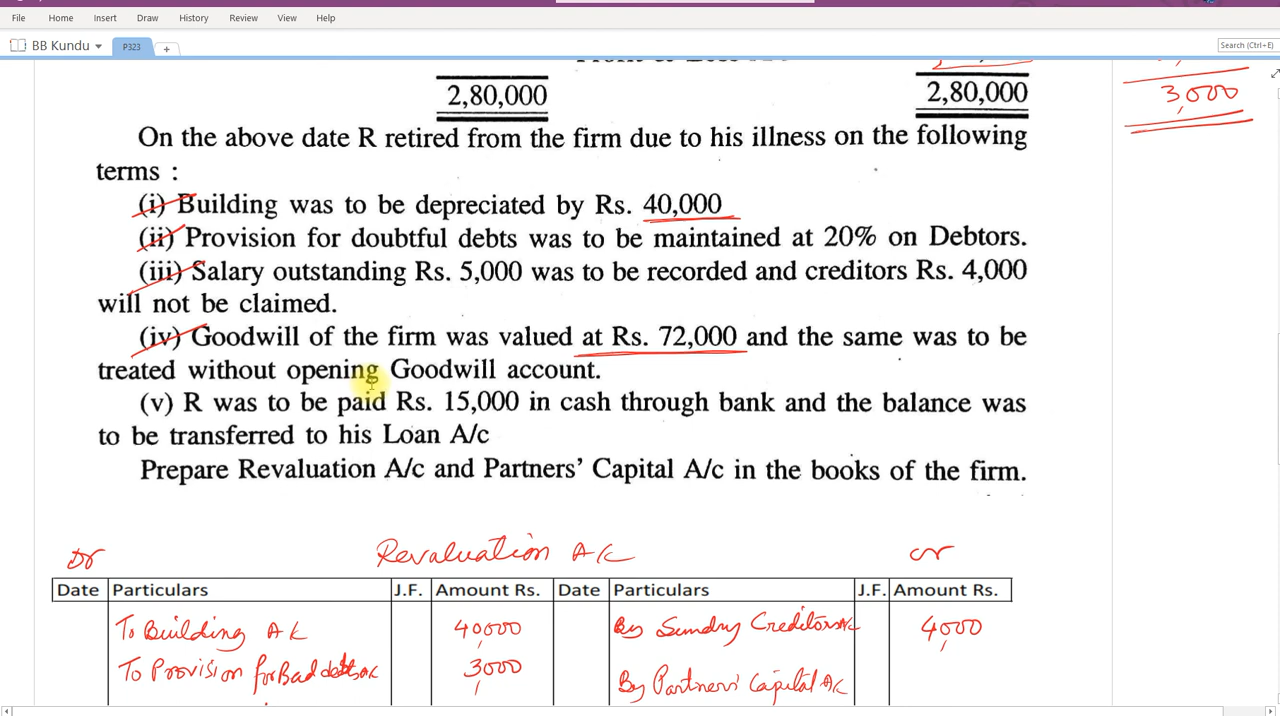 File Home Insert Draw History Review View Help
BB Kundu P323 + Search (Ctrl+E)
2,80,000 2,80,000 3,000
On the above date R retired from the firm due to his illness on the following
terms :
(i) Building was to be depreciated by Rs. 40,000
(ii) Provision for doubtful debts was to be maintained at 20% on Debtors.
(iii) Salary outstanding Rs. 5,000 was to be recorded and creditors Rs. 4,000
will not be claimed.
(iv) Goodwill of the firm was valued at Rs. 72,000 and the same was to be
treated without opening Goodwill account.
(v) R was to be paid Rs. 15,000 in cash through bank and the balance was
to be transferred to his Loan A/c
Prepare Revaluation A/c and Partners' Capital A/c in the books of the firm.
Dr Revaluation A/C Cr
Date Particulars J.F. Amount Rs. Date Particulars J.F. Amount Rs.
To Building A/C 40,000 By Sundry Creditors A/C 4,000
To Provision for Bad debts A/C 3,000 By Partners' Capital A/C